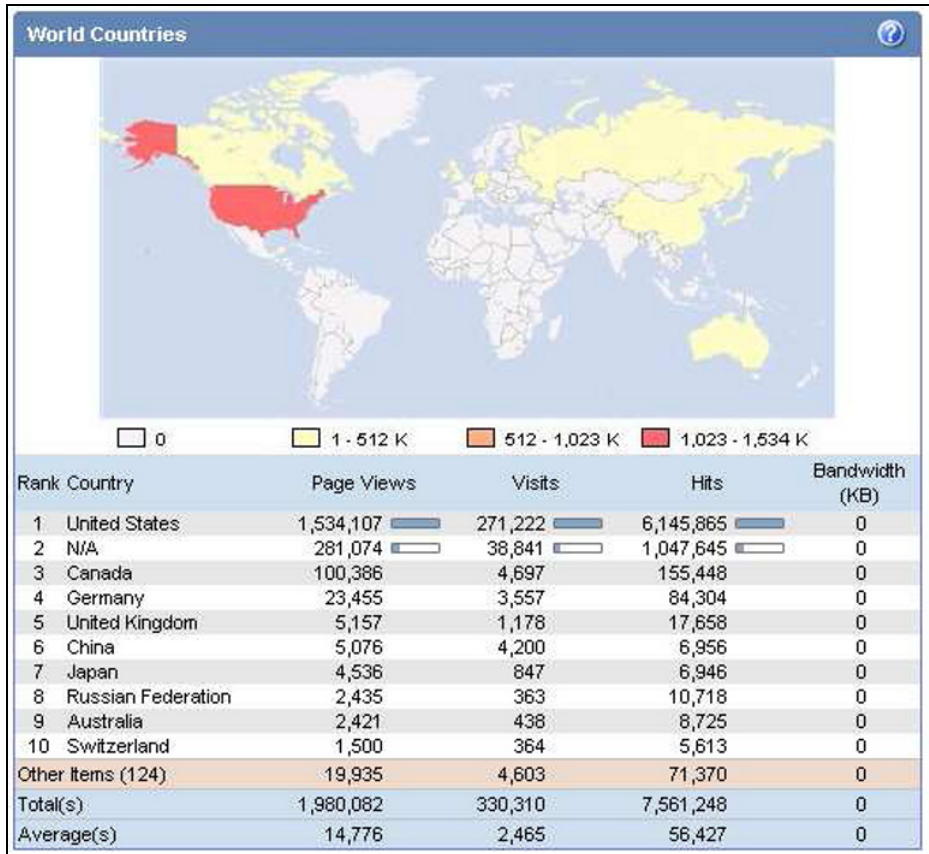 World Countries ?
0 1 - 512 K 512 - 1,023 K 1,023 - 1,534 K
Rank Country Page Views Visits Hits Bandwidth (KB)
1 United States 1,534,107 271,222 6,145,865 0
2 N/A 281,074 38,841 1,047,645 0
3 Canada 100,386 4,697 155,448 0
4 Germany 23,455 3,557 84,304 0
5 United Kingdom 5,157 1,178 17,658 0
6 China 5,076 4,200 6,956 0
7 Japan 4,536 847 6,946 0
8 Russian Federation 2,435 363 10,718 0
9 Australia 2,421 438 8,725 0
10 Switzerland 1,500 364 5,613 0
Other Items (124) 19,935 4,603 71,370 0
Total(s) 1,980,082 330,310 7,561,248 0
Average(s) 14,776 2,465 56,427 0